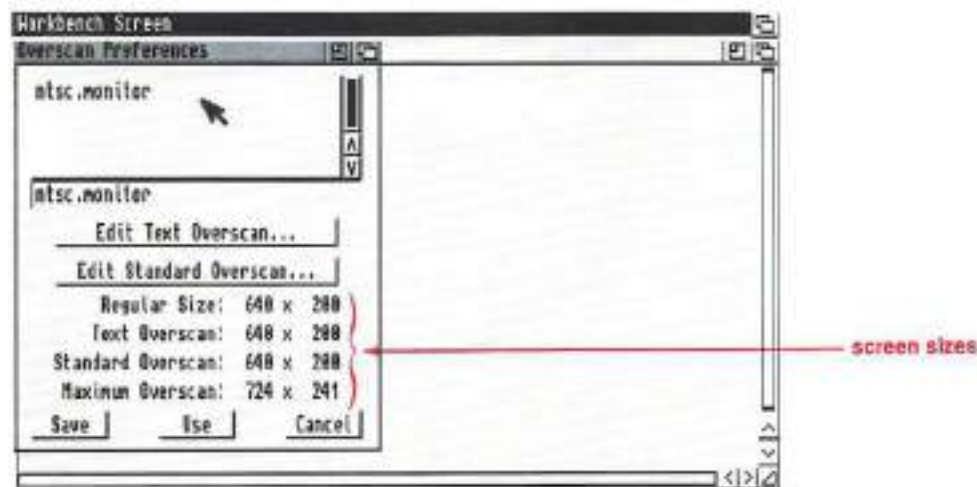 Workbench Screen
Overscan Preferences
ntsc.monitor
ntsc.monitor
Edit Text Overscan...
Edit Standard Overscan...
Regular Size: 640 x 200
Text Overscan: 640 x 200
Standard Overscan: 640 x 200
Maximum Overscan: 724 x 241
screen sizes
Save Use Cancel